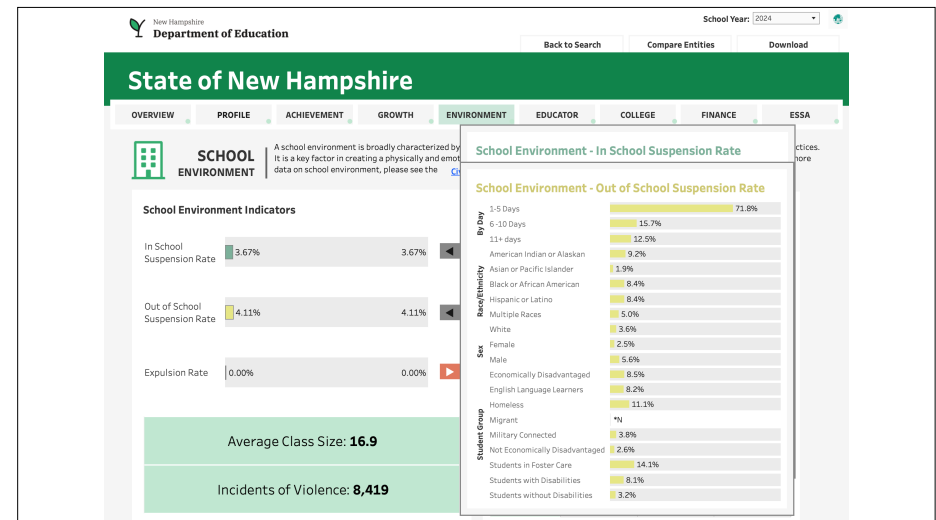 New Hampshire
Department of Education
School Year: 2024
Back to Search Compare Entities Download
State of New Hampshire
OVERVIEW PROFILE ACHIEVEMENT GROWTH ENVIRONMENT EDUCATOR COLLEGE FINANCE ESSA
SCHOOL
ENVIRONMENT
A school environment is broadly characterized by
It is a key factor in creating a physically and emot
data on school environment, please see the Civ
ctices.
more
School Environment Indicators
In School
Suspension Rate
3.67% 3.67%
Out of School
Suspension Rate
4.11% 4.11%
Expulsion Rate 0.00% 0.00%
Average Class Size: 16.9
Incidents of Violence: 8,419
School Environment - In School Suspension Rate
School Environment - Out of School Suspension Rate
By Day
1-5 Days 71.8%
6-10 Days 15.7%
11+ days 12.5%
Race/Ethnicity
American Indian or Alaskan 9.2%
Asian or Pacific Islander 1.9%
Black or African American 8.4%
Hispanic or Latino 8.4%
Multiple Races 5.0%
White 3.6%
Sex
Female 2.5%
Male 5.6%
Student Group
Economically Disadvantaged 8.5%
English Language Learners 8.2%
Homeless 11.1%
Migrant *N
Military Connected 3.8%
Not Economically Disadvantaged 2.6%
Students in Foster Care 14.1%
Students with Disabilities 8.1%
Students without Disabilities 3.2%